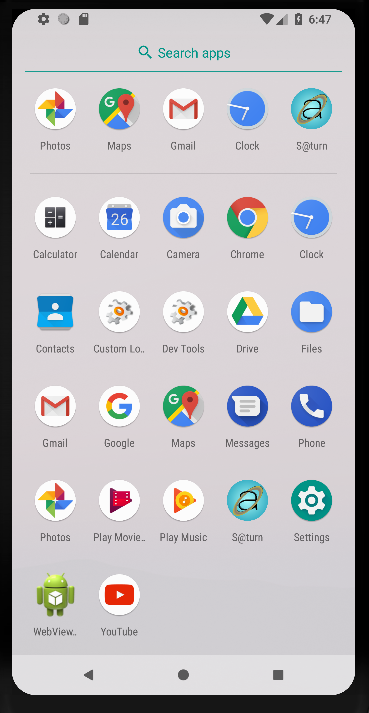 6:47
Search apps
Photos Maps Gmail Clock S@turn
Calculator Calendar Camera Chrome Clock
26
Contacts Custom Lo.. Dev Tools Drive Files
Gmail Google Maps Messages Phone
Photos Play Movie.. Play Music S@turn Settings
WebView.. YouTube